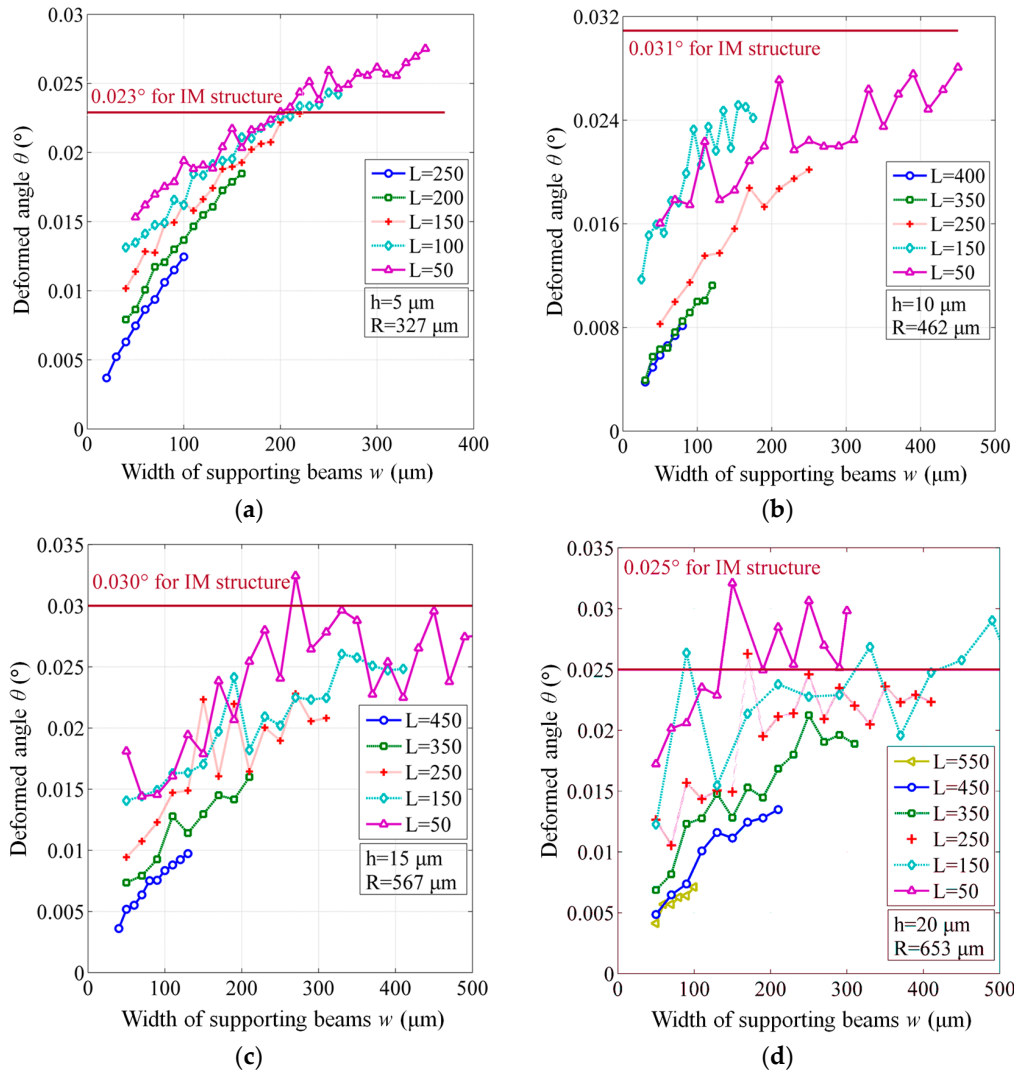 0.03
0.025
0.02
0.015
0.01
0.005
0
Deformed angle θ (°)
0.023° for IM structure
L=250
L=200
L=150
L=100
L=50
h=5 μm
R=327 μm
0 100 200 300 400
Width of supporting beams w (μm)
(a)
0.032
0.024
0.016
0.008
0
Deformed angle θ (°)
0.031° for IM structure
L=400
L=350
L=250
L=150
L=50
h=10 μm
R=462 μm
0 100 200 300 400 500
Width of supporting beams w (μm)
(b)
0.035
0.03
0.025
0.02
0.015
0.01
0.005
0
Deformed angle θ (°)
0.030° for IM structure
L=450
L=350
L=250
L=150
L=50
h=15 μm
R=567 μm
0 100 200 300 400 500
Width of supporting beams w (μm)
(c)
0.035
0.03
0.025
0.02
0.015
0.01
0.005
0
Deformed angle θ (°)
0.025° for IM structure
L=550
L=450
L=350
L=250
L=150
L=50
h=20 μm
R=653 μm
0 100 200 300 400 500
Width of supporting beams w (μm)
(d)